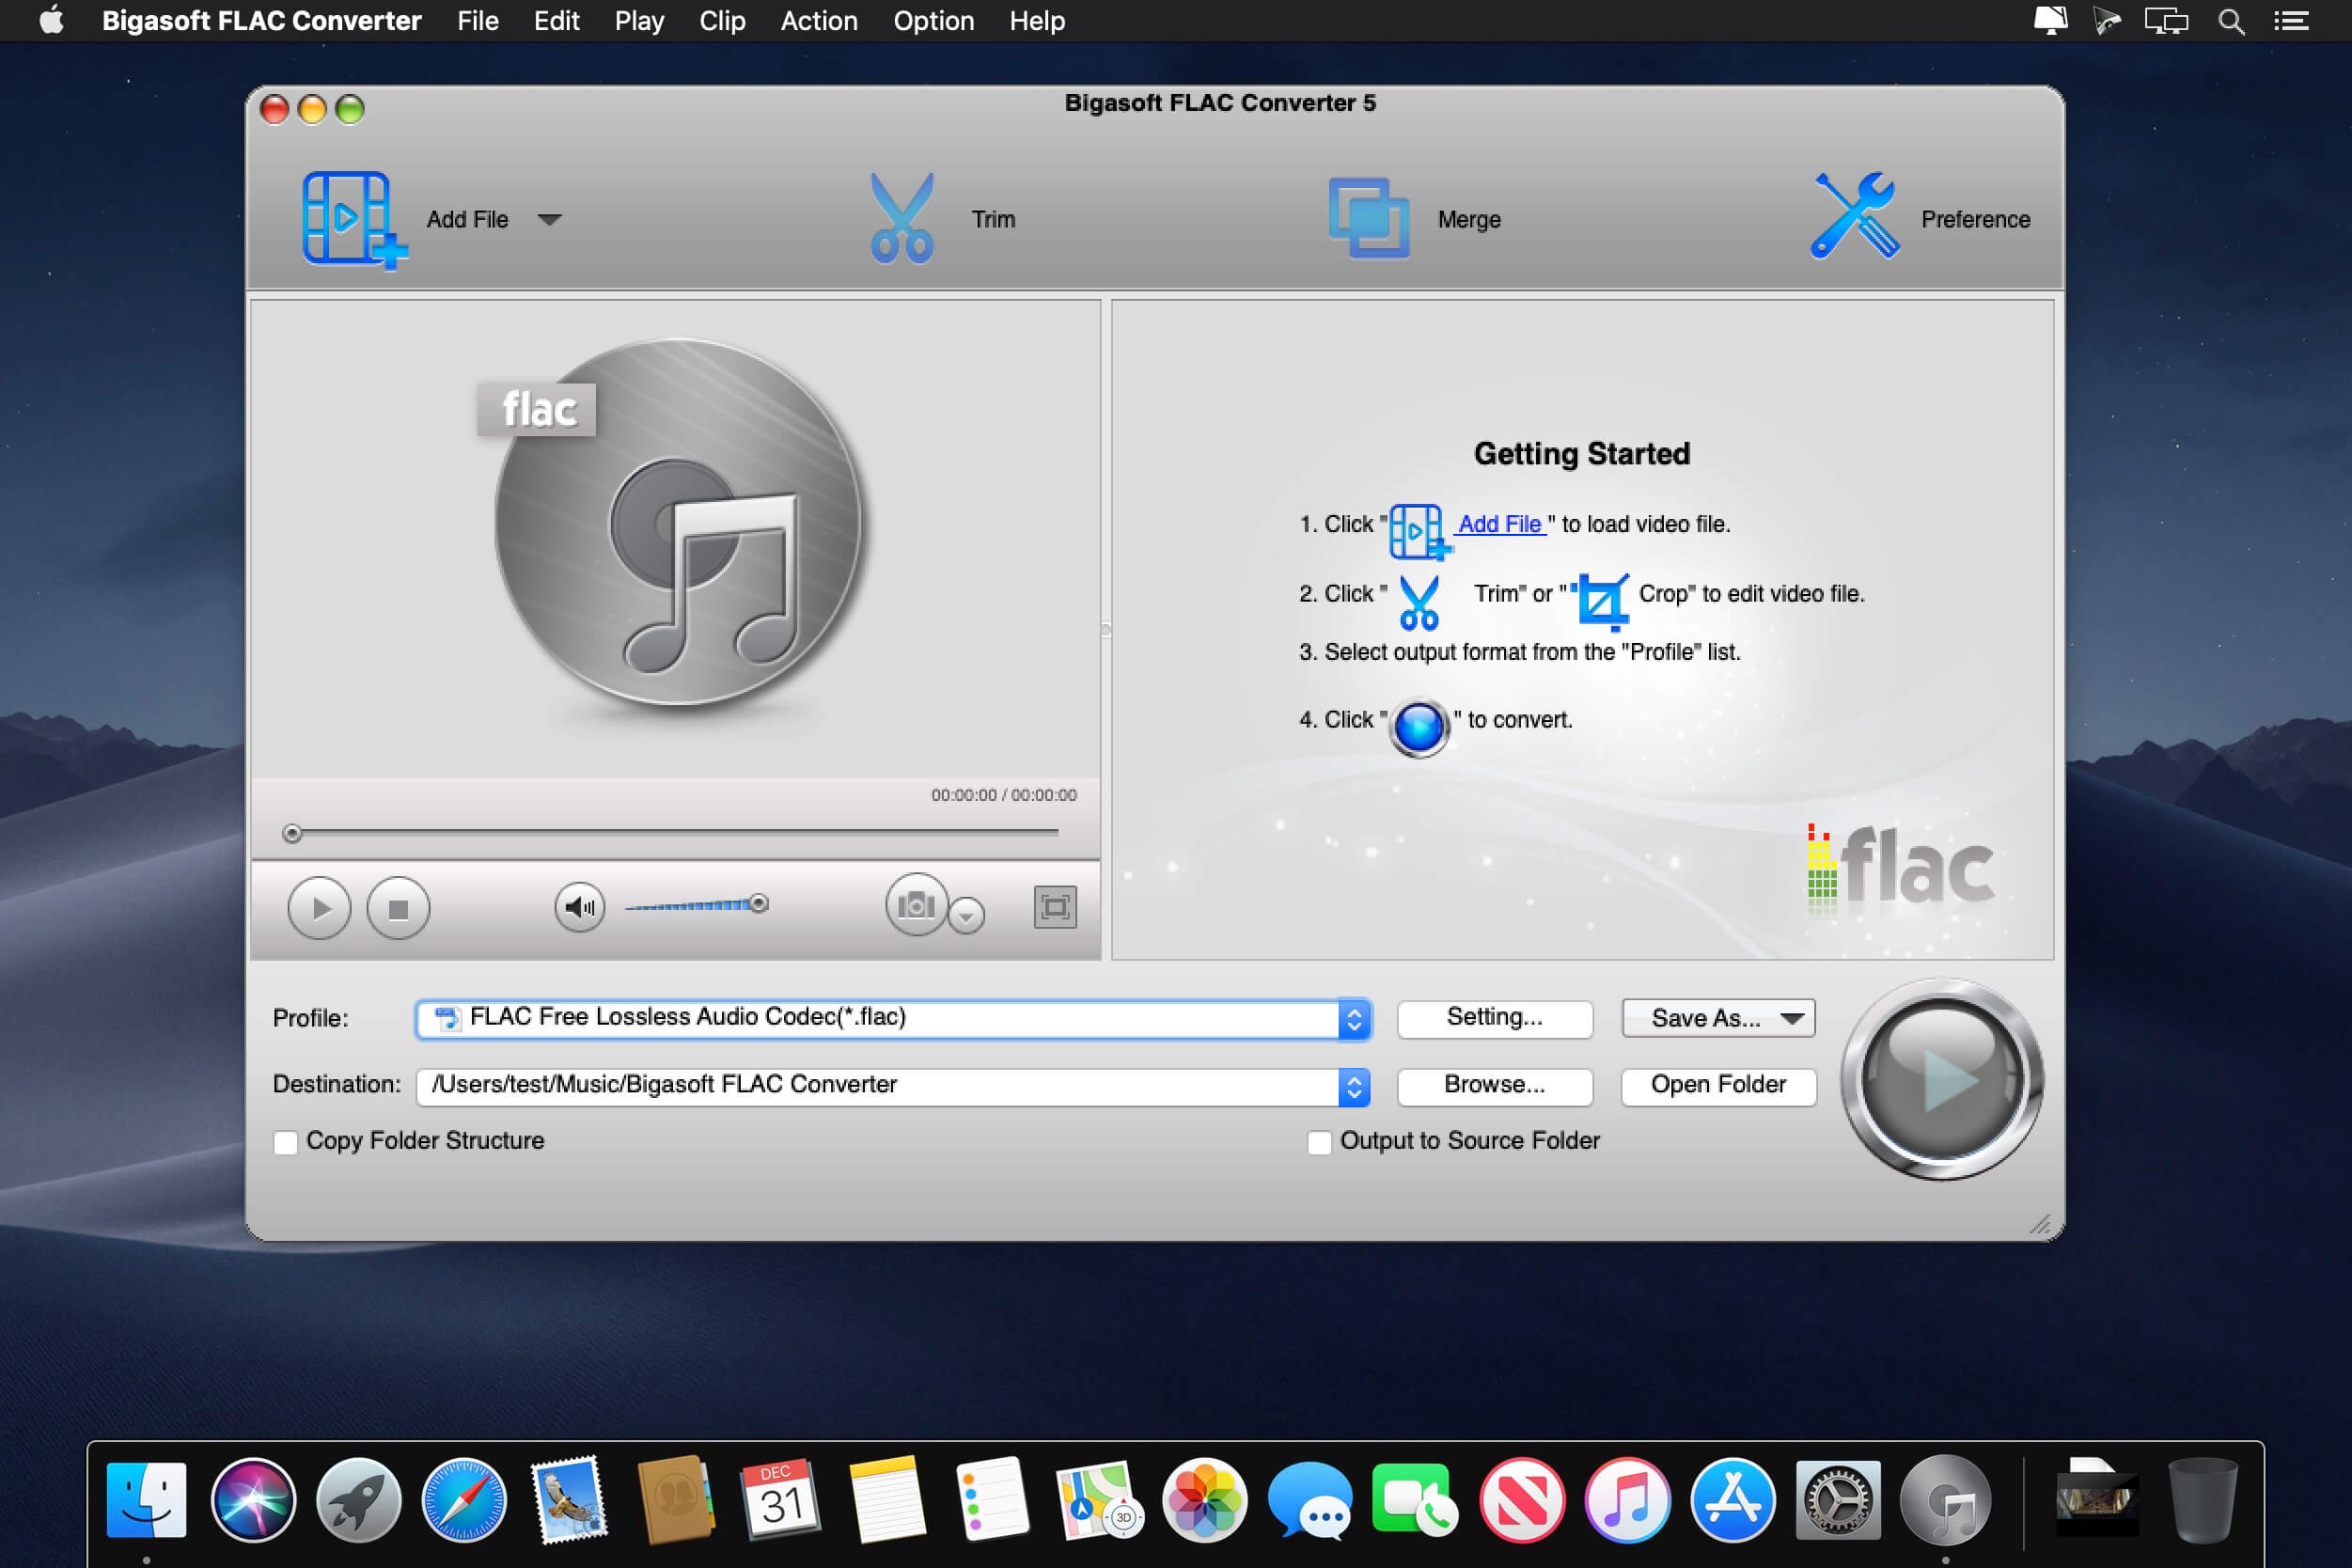 Bigasoft FLAC Converter File Edit Play Clip Action Option Help
Bigasoft FLAC Converter 5
Add File Trim Merge Preference
flac
Getting Started
1. Click " Add File " to load video file.
2. Click " Trim" or " Crop" to edit video file.
3. Select output format from the "Profile" list.
4. Click " " to convert.
00:00:00 / 00:00:00
flac
Profile: FLAC Free Lossless Audio Codec(*.flac) Setting... Save As...
Destination: /Users/test/Music/Bigasoft FLAC Converter Browse... Open Folder
Copy Folder Structure Output to Source Folder
DEC
31
3D